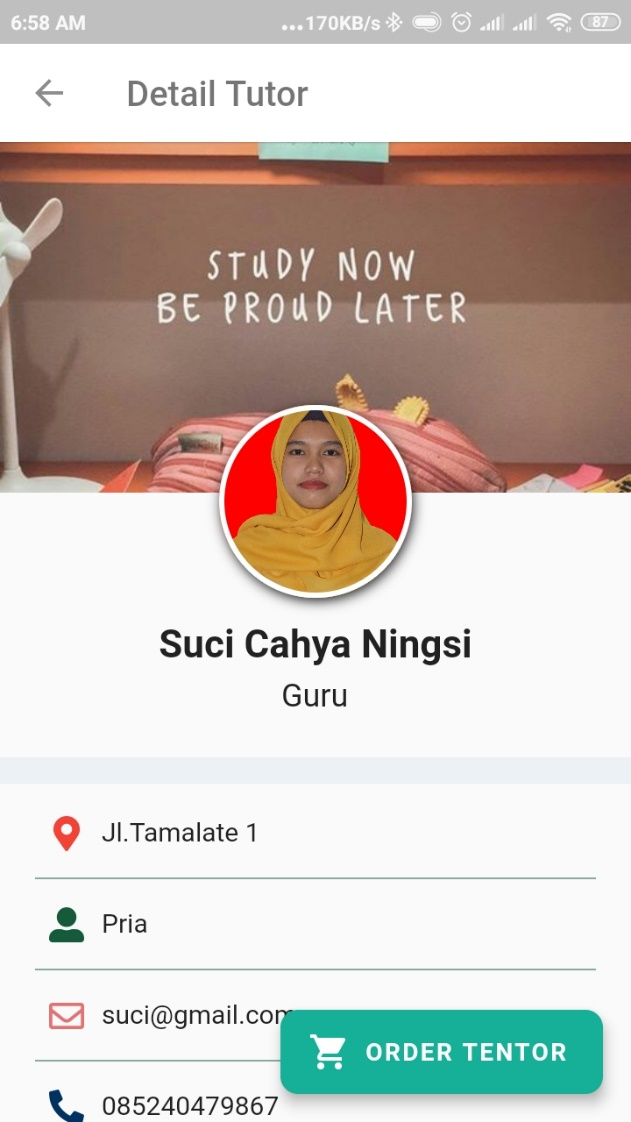 6:58 AM
...170KB/s
87
Detail Tutor
STUDY NOW
BE PROUD LATER
Suci Cahya Ningsi
Guru
Jl.Tamalate 1
Pria
suci@gmail.com
ORDER TENTOR
085240479867